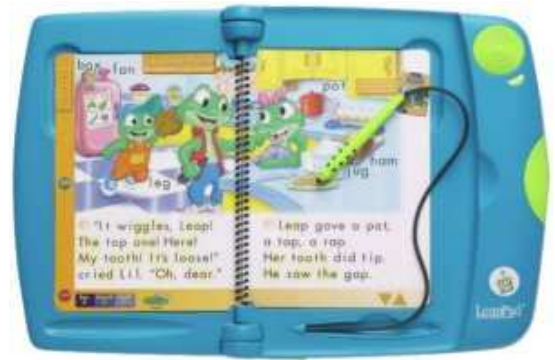 box fan
leg
"It wiggles, Leap!
The top one! Here!
My tooth! It's loose!"
cried Lil. "Oh, dear."
pot
ham
jug
Leap gave a pat,
a tap, a rap.
Her tooth did tip.
He saw the gap.
LeapPad